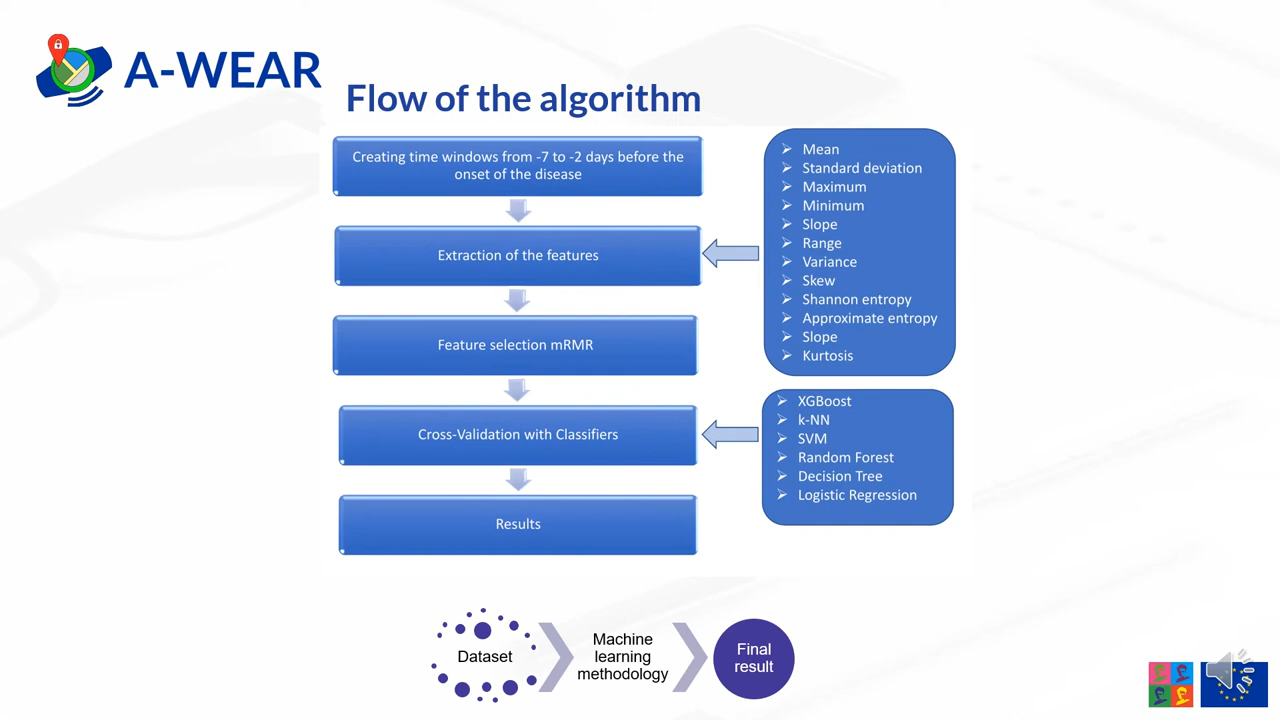 A-WEAR
Flow of the algorithm
Creating time windows from -7 to -2 days before the
onset of the disease
Extraction of the features
Feature selection mRMR
Cross-Validation with Classifiers
Results
Mean
Standard deviation
Maximum
Minimum
Slope
Range
Variance
Skew
Shannon entropy
Approximate entropy
Slope
Kurtosis
XGBoost
k-NN
SVM
Random Forest
Decision Tree
Logistic Regression
Dataset
Machine
learning
methodology
Final
result